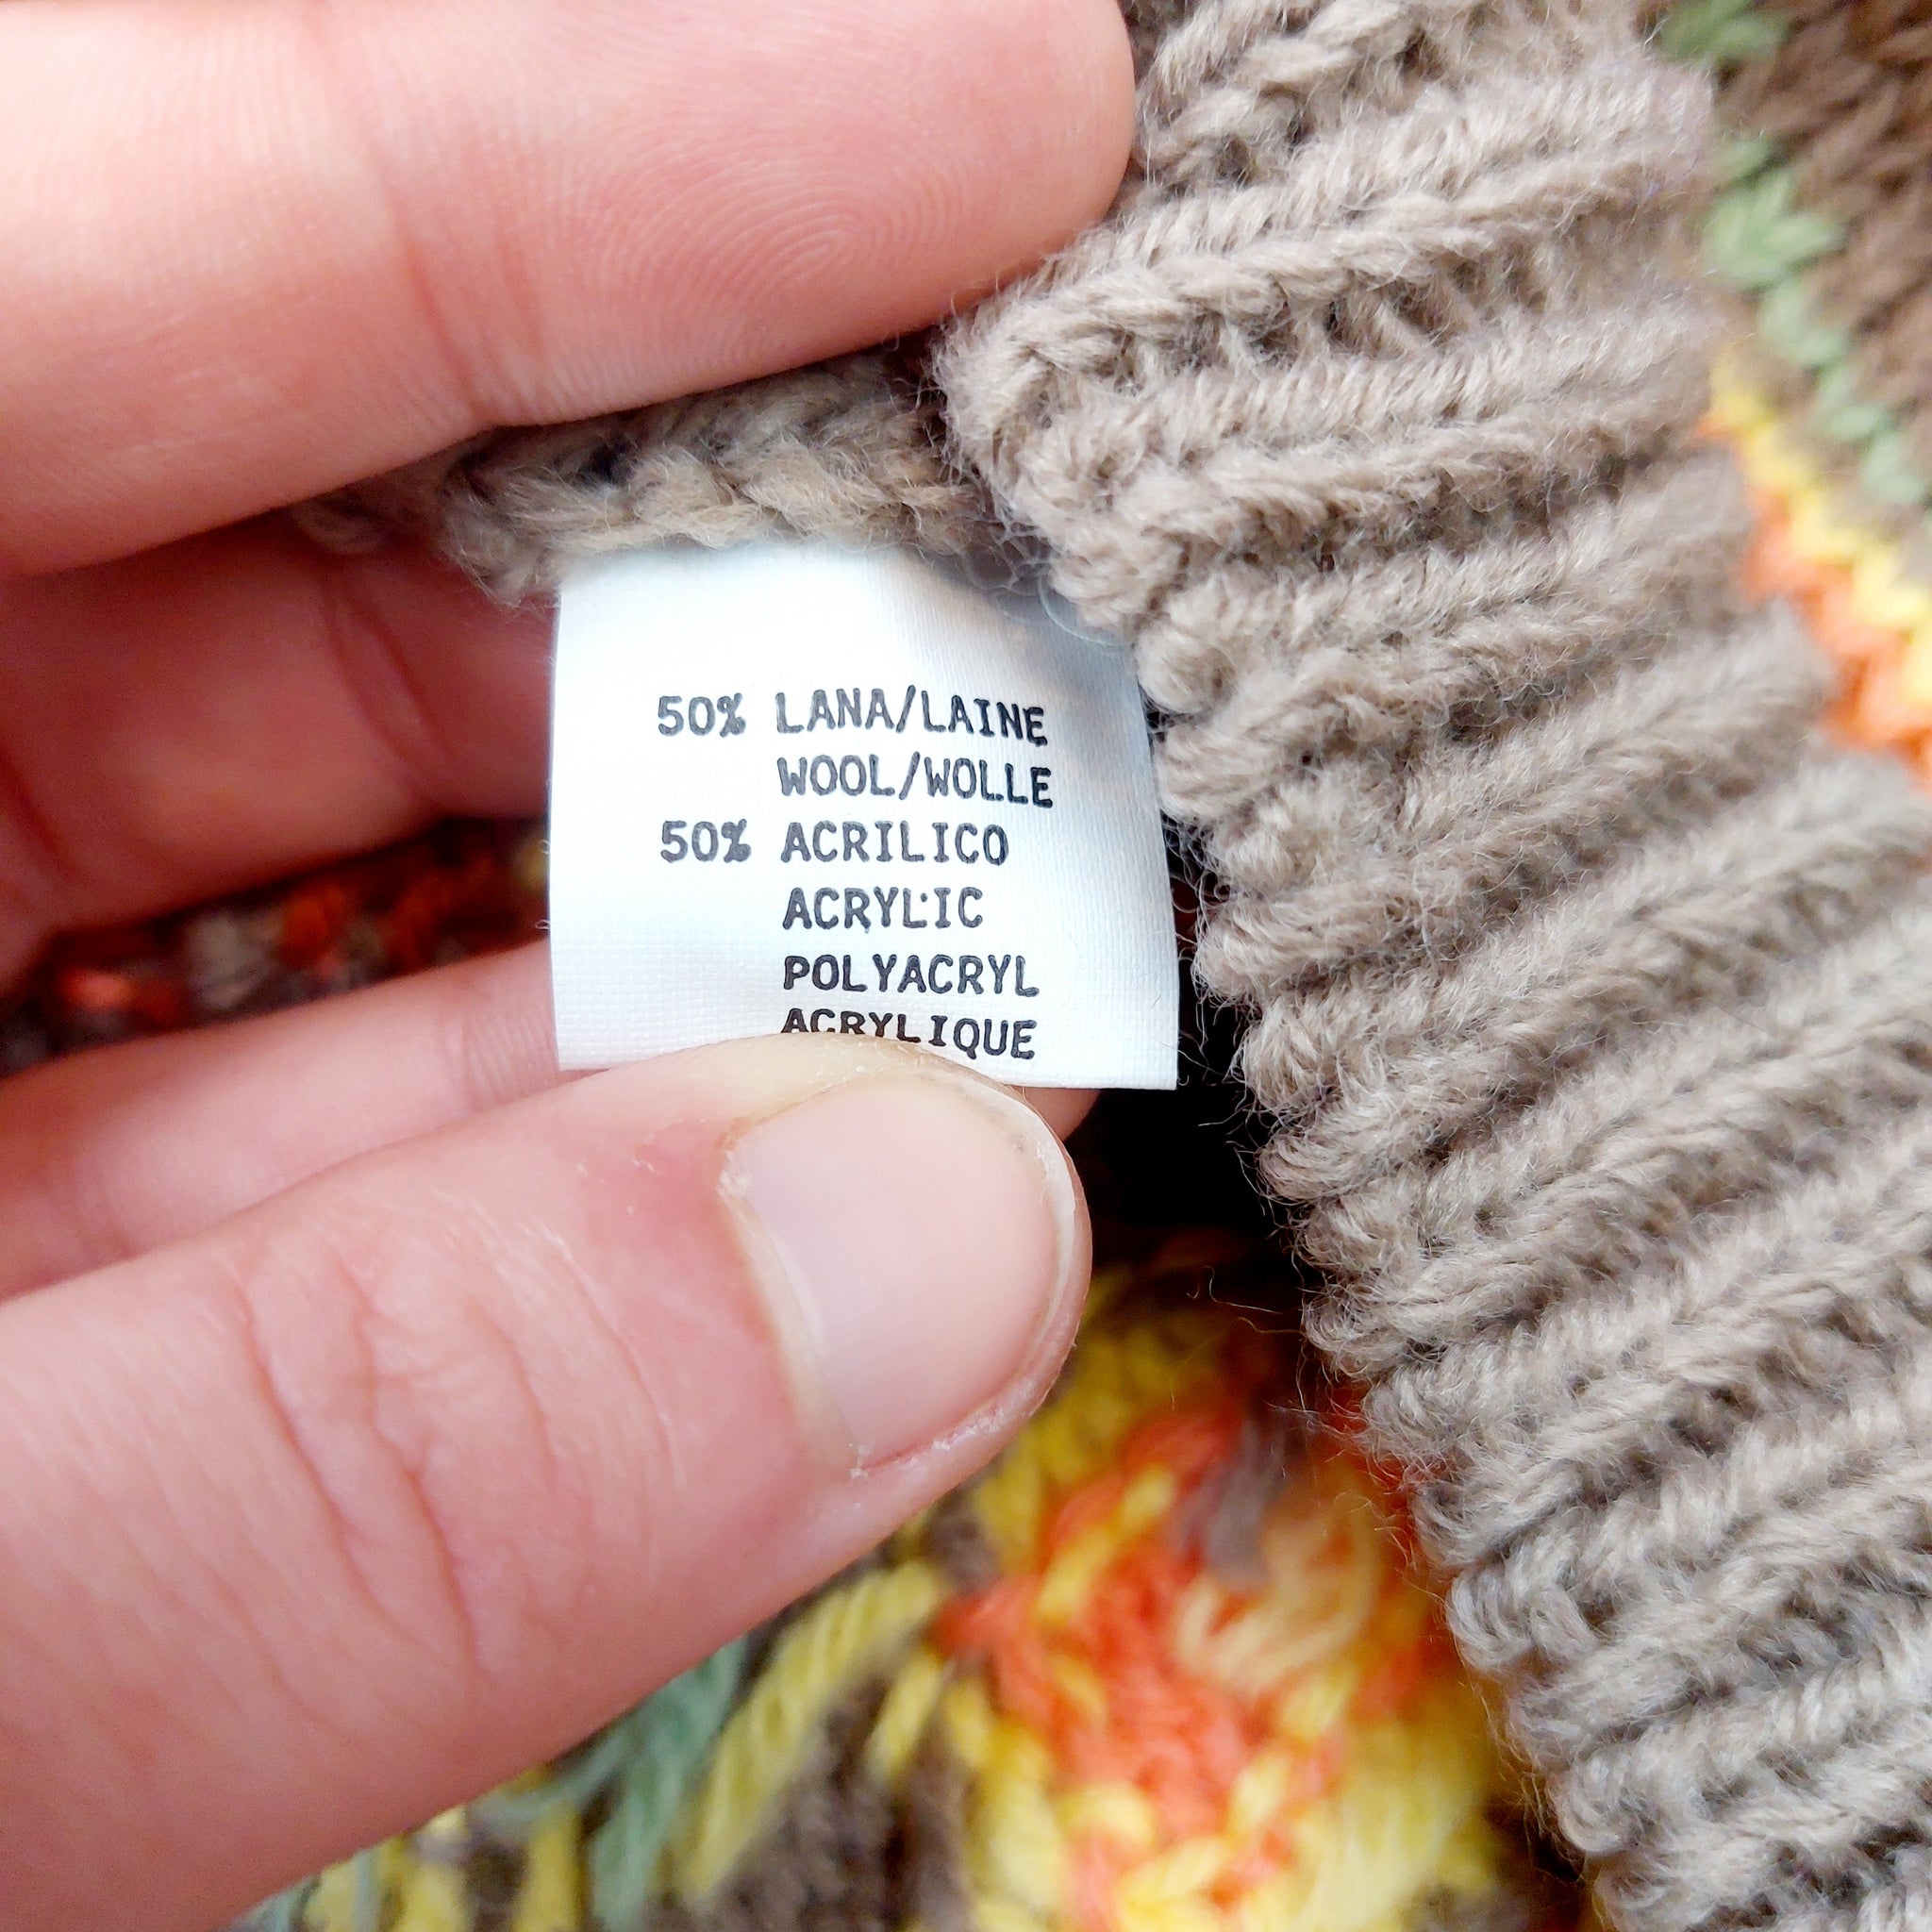 50% LANA/LAINE
WOOL/WOLLE
50% ACRILICO
ACRYLIC
POLYACRYL
ACRYLIQUE